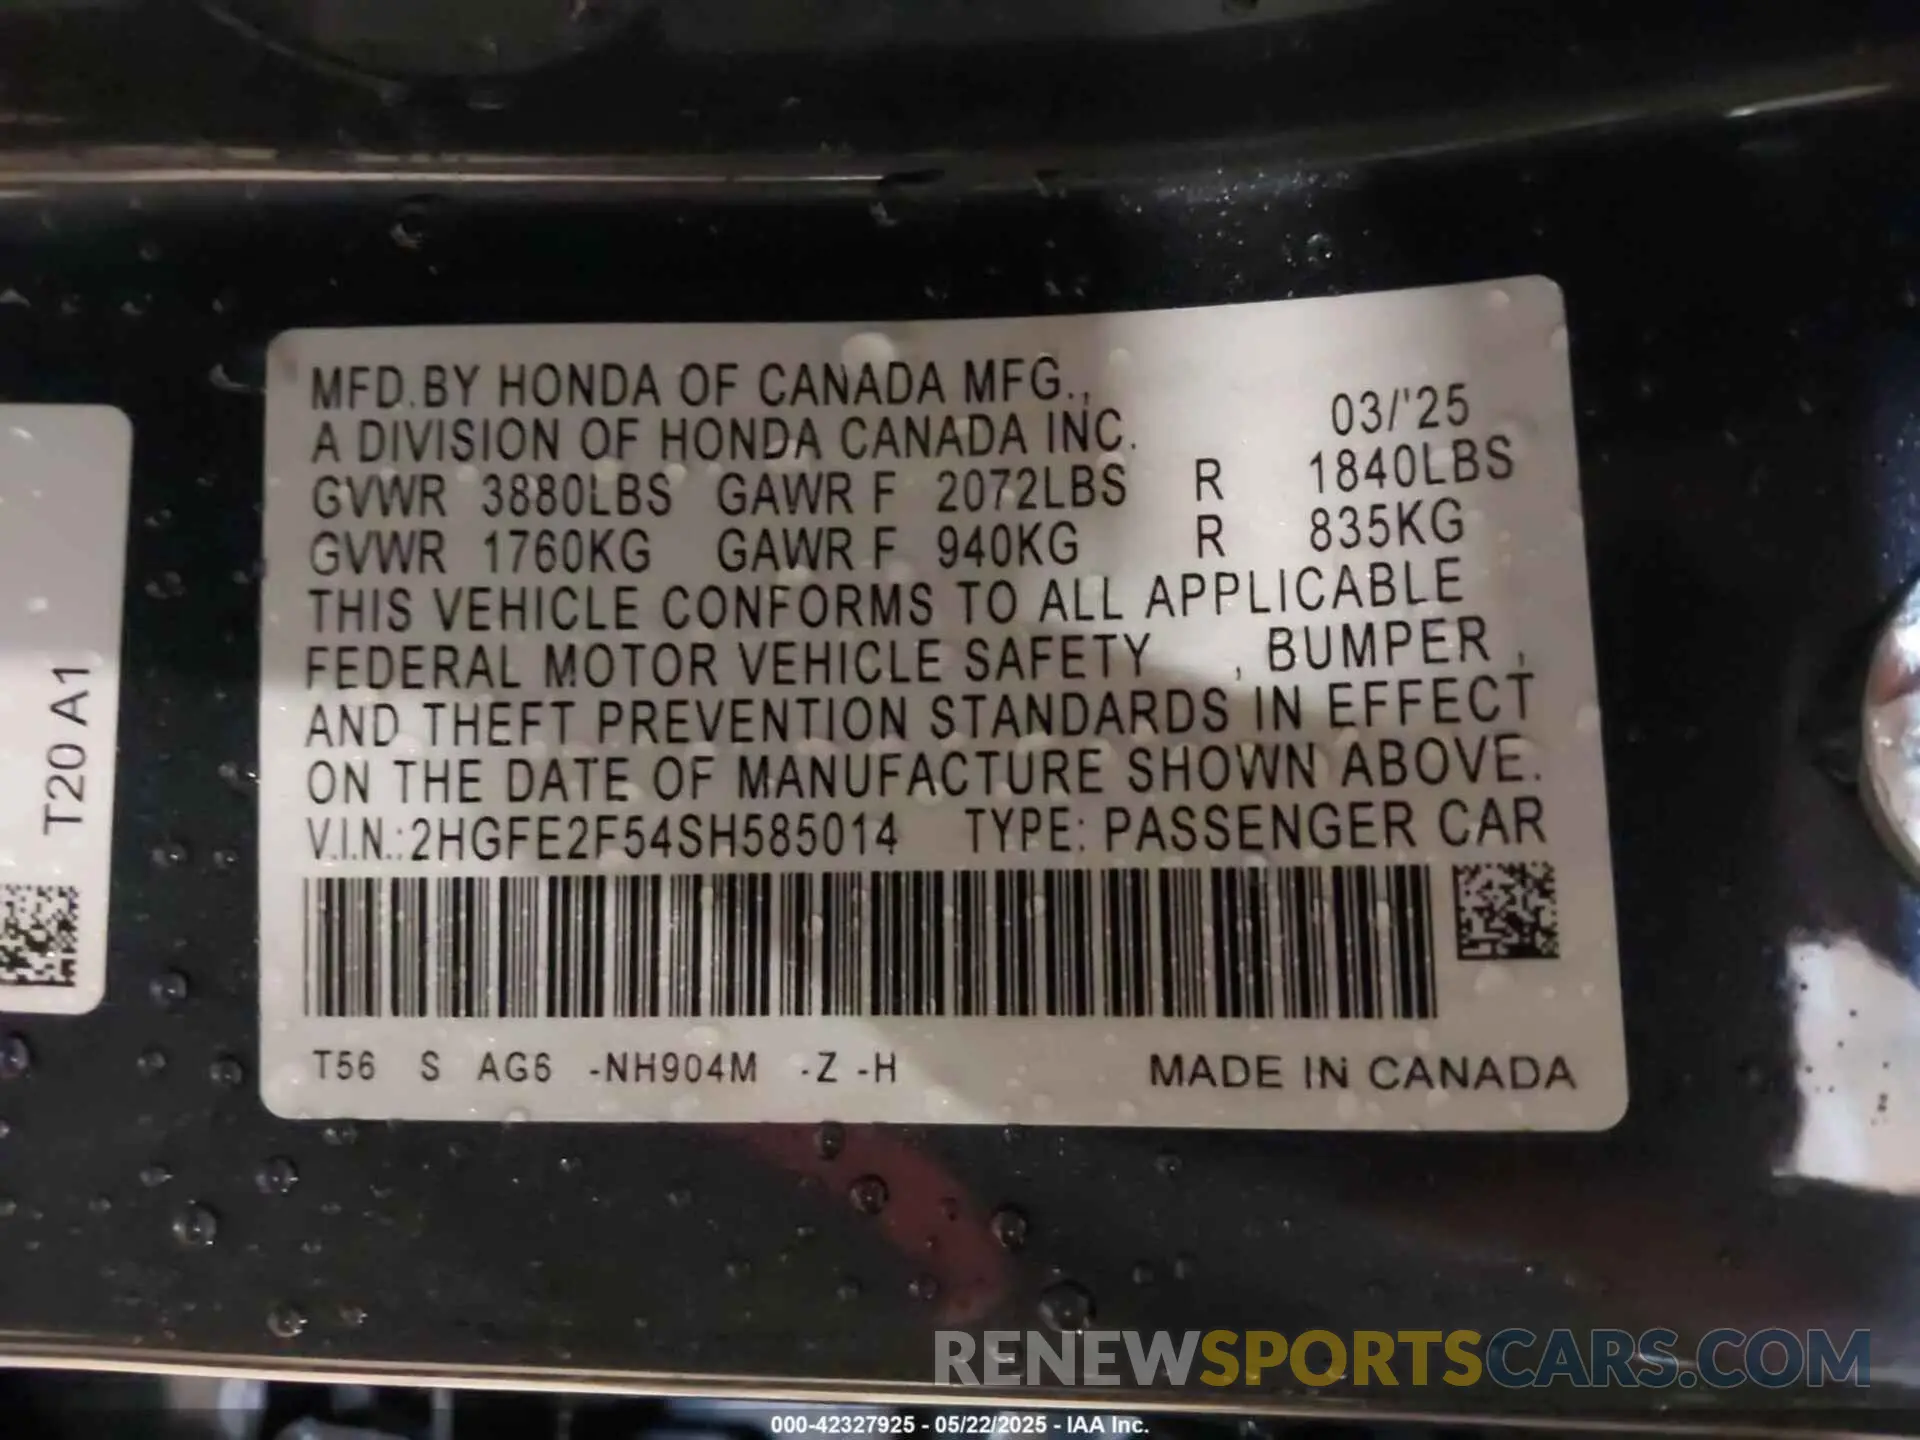 MFD.BY HONDA OF CANADA MFG.,
A DIVISION OF HONDA CANADA INC. 03/'25
GVWR 3880LBS GAWR F 2072LBS R 1840LBS
GVWR 1760KG GAWR F 940KG R 835KG
THIS VEHICLE CONFORMS TO ALL APPLICABLE
FEDERAL MOTOR VEHICLE SAFETY , BUMPER ,
AND THEFT PREVENTION STANDARDS IN EFFECT
ON THE DATE OF MANUFACTURE SHOWN ABOVE.
V.I.N.:2HGFE2F54SH585014 TYPE: PASSENGER CAR
T56 S AG6 -NH904M -Z -H MADE IN CANADA
T20 A1
RENEWSPORTSCARS.COM
000-42327925 - 05/22/2025 - IAA Inc.